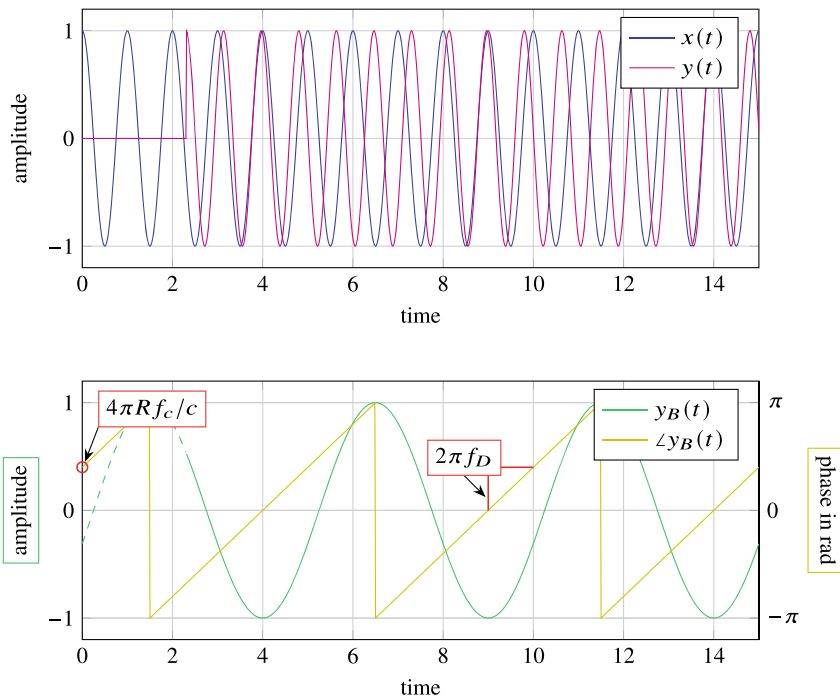 1
0
−1
amplitude
x(t)
y(t)
0 2 4 6 8 10 12 14
time
4πRf_c/c
2πf_D
y_B(t)
∠y_B(t)
1
0
−1
amplitude
π
0
−π
phase in rad
0 2 4 6 8 10 12 14
time